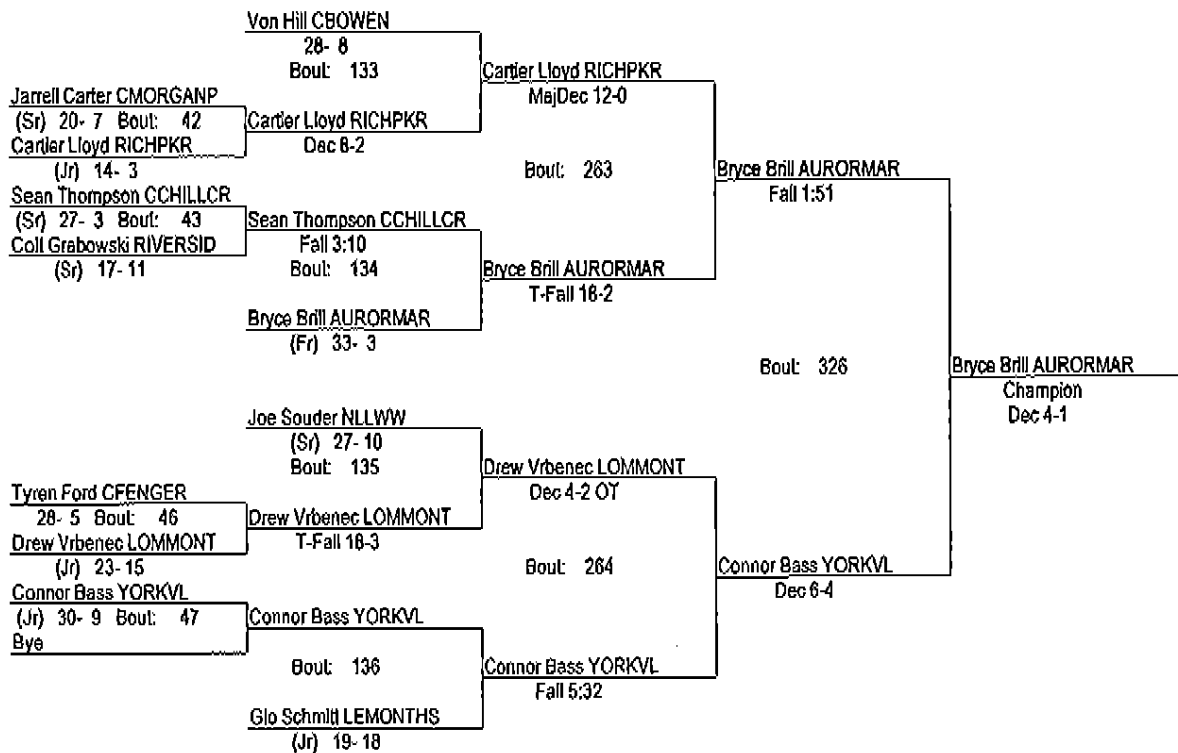 Von Hill CBOWEN
28- 8
Bout: 133
Cartier Lloyd RICHPKR
MajDec 12-0
Jarrell Carter CMORGANP
(Sr) 20- 7 Bout: 42
Cartier Lloyd RICHPKR
Dec 8-2
Cartier Lloyd RICHPKR
(Jr) 14- 3
Bout: 263
Bryce Brill AURORMAR
Fall 1:51
Sean Thompson CCHILLCR
(Sr) 27- 3 Bout: 43
Sean Thompson CCHILLCR
Fall 3:10
Coll Grabowski RIVERSID
(Sr) 17- 11
Bout: 134
Bryce Brill AURORMAR
T-Fall 18-2
Bryce Brill AURORMAR
(Fr) 33- 3
Bout: 326
Bryce Brill AURORMAR
Champion
Dec 4-1
Joe Souder NLLWW
(Sr) 27- 10
Bout: 135
Drew Vrbenec LOMMONT
Dec 4-2 OT
Tyren Ford CFENGER
28- 5 Bout: 46
Drew Vrbenec LOMMONT
T-Fall 18-3
Drew Vrbenec LOMMONT
(Jr) 23- 15
Bout: 264
Connor Bass YORKVL
Dec 6-4
Connor Bass YORKVL
(Jr) 30- 9 Bout: 47
Connor Bass YORKVL
Bye
Bout: 136
Connor Bass YORKVL
Fall 5:32
Gio Schmitt LEMONTHS
(Jr) 19- 18